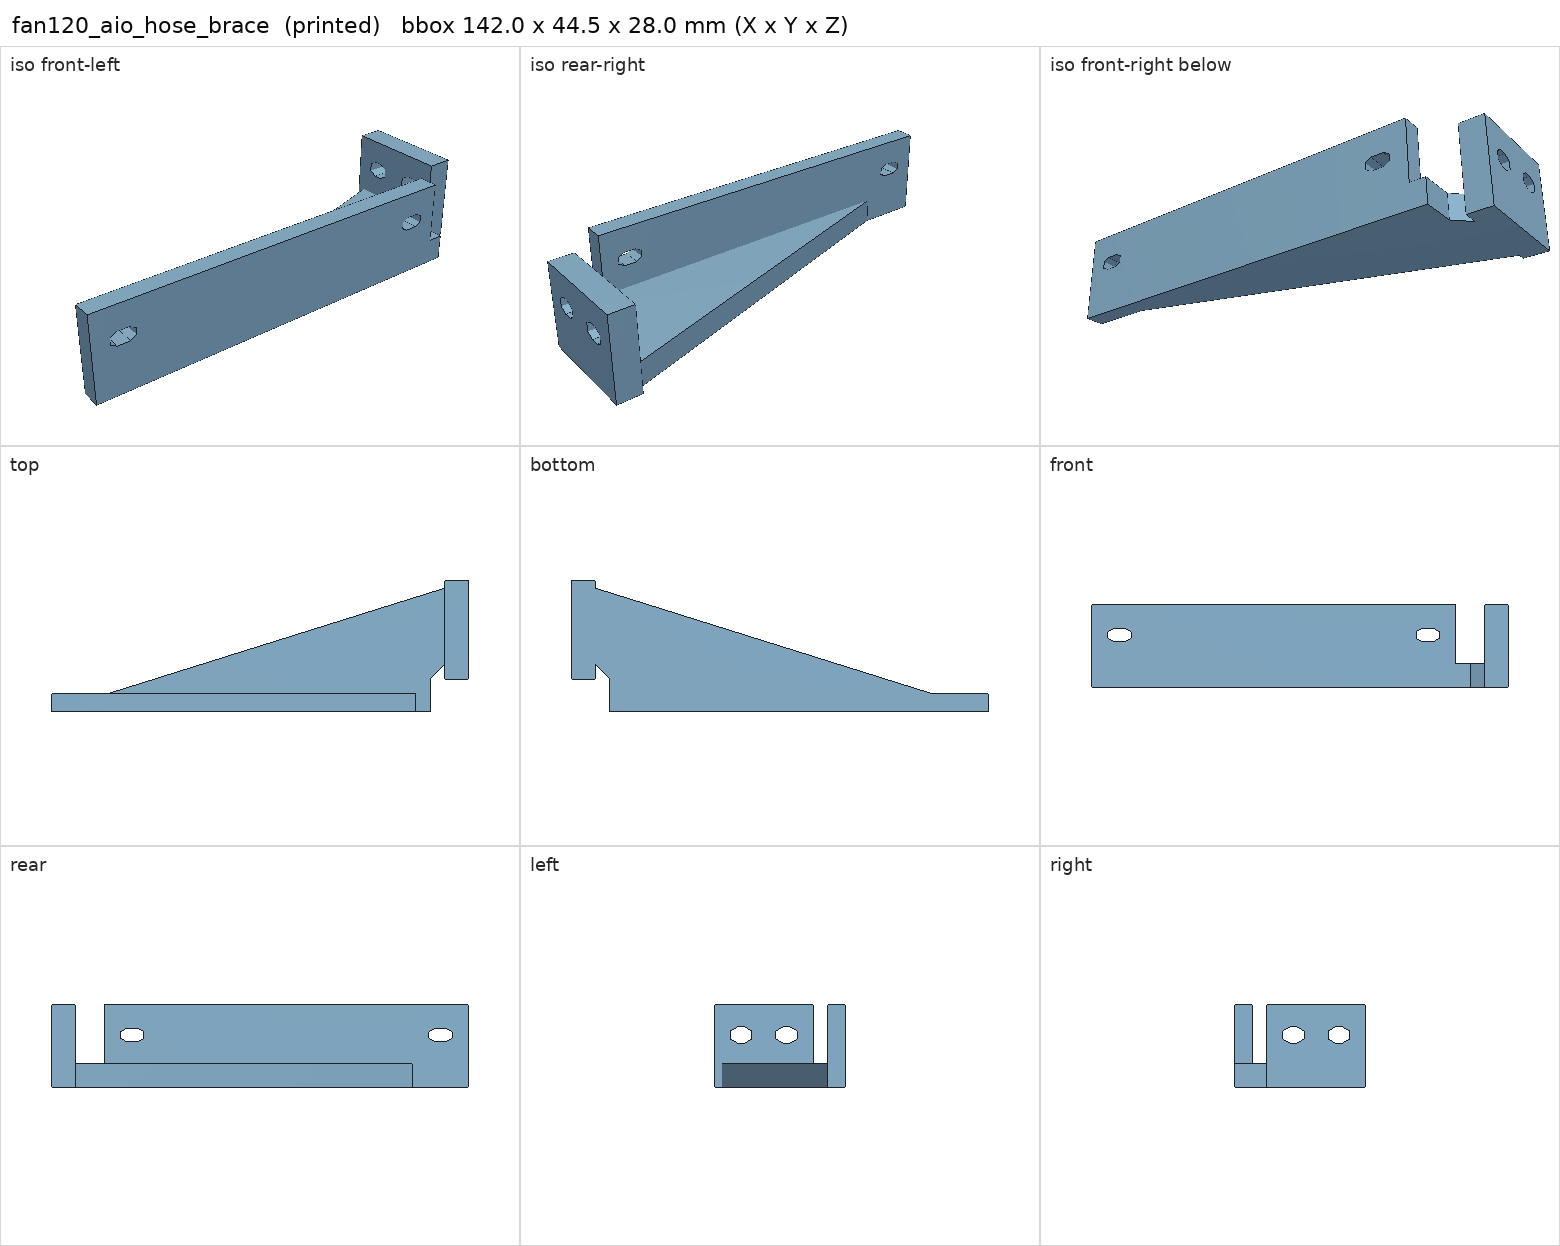 fan120_aio_hose_brace  (printed)   bbox 142.0 x 44.5 x 28.0 mm (X x Y x Z)
iso front-left
iso rear-right
iso front-right below
top
bottom
front
rear
left
right